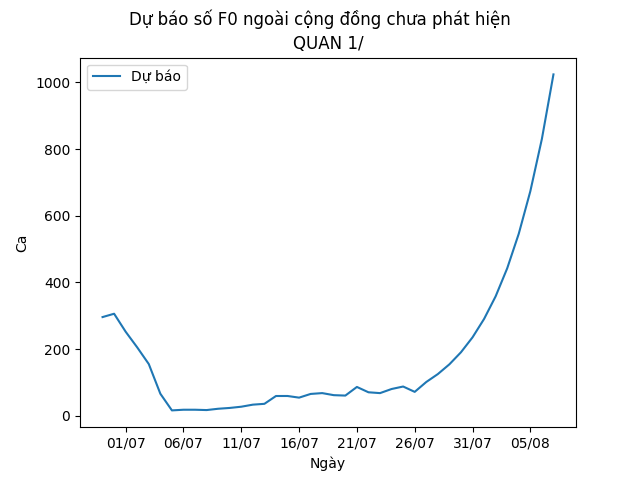 Dự báo số F0 ngoài cộng đồng chưa phát hiện
QUAN 1/
Dự báo
1000
800
600
400
200
0
Ca
01/07 06/07 11/07 16/07 21/07 26/07 31/07 05/08
Ngày